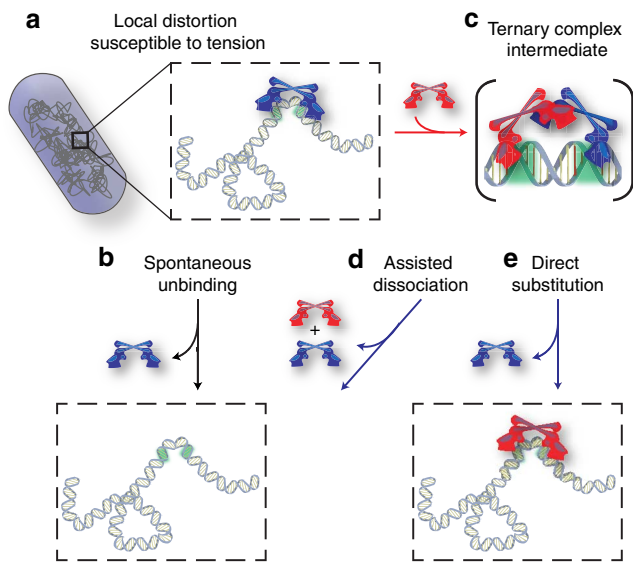 a
Local distortion
susceptible to tension
c
Ternary complex
intermediate
b
Spontaneous
unbinding
d
Assisted
dissociation
+
e
Direct
substitution